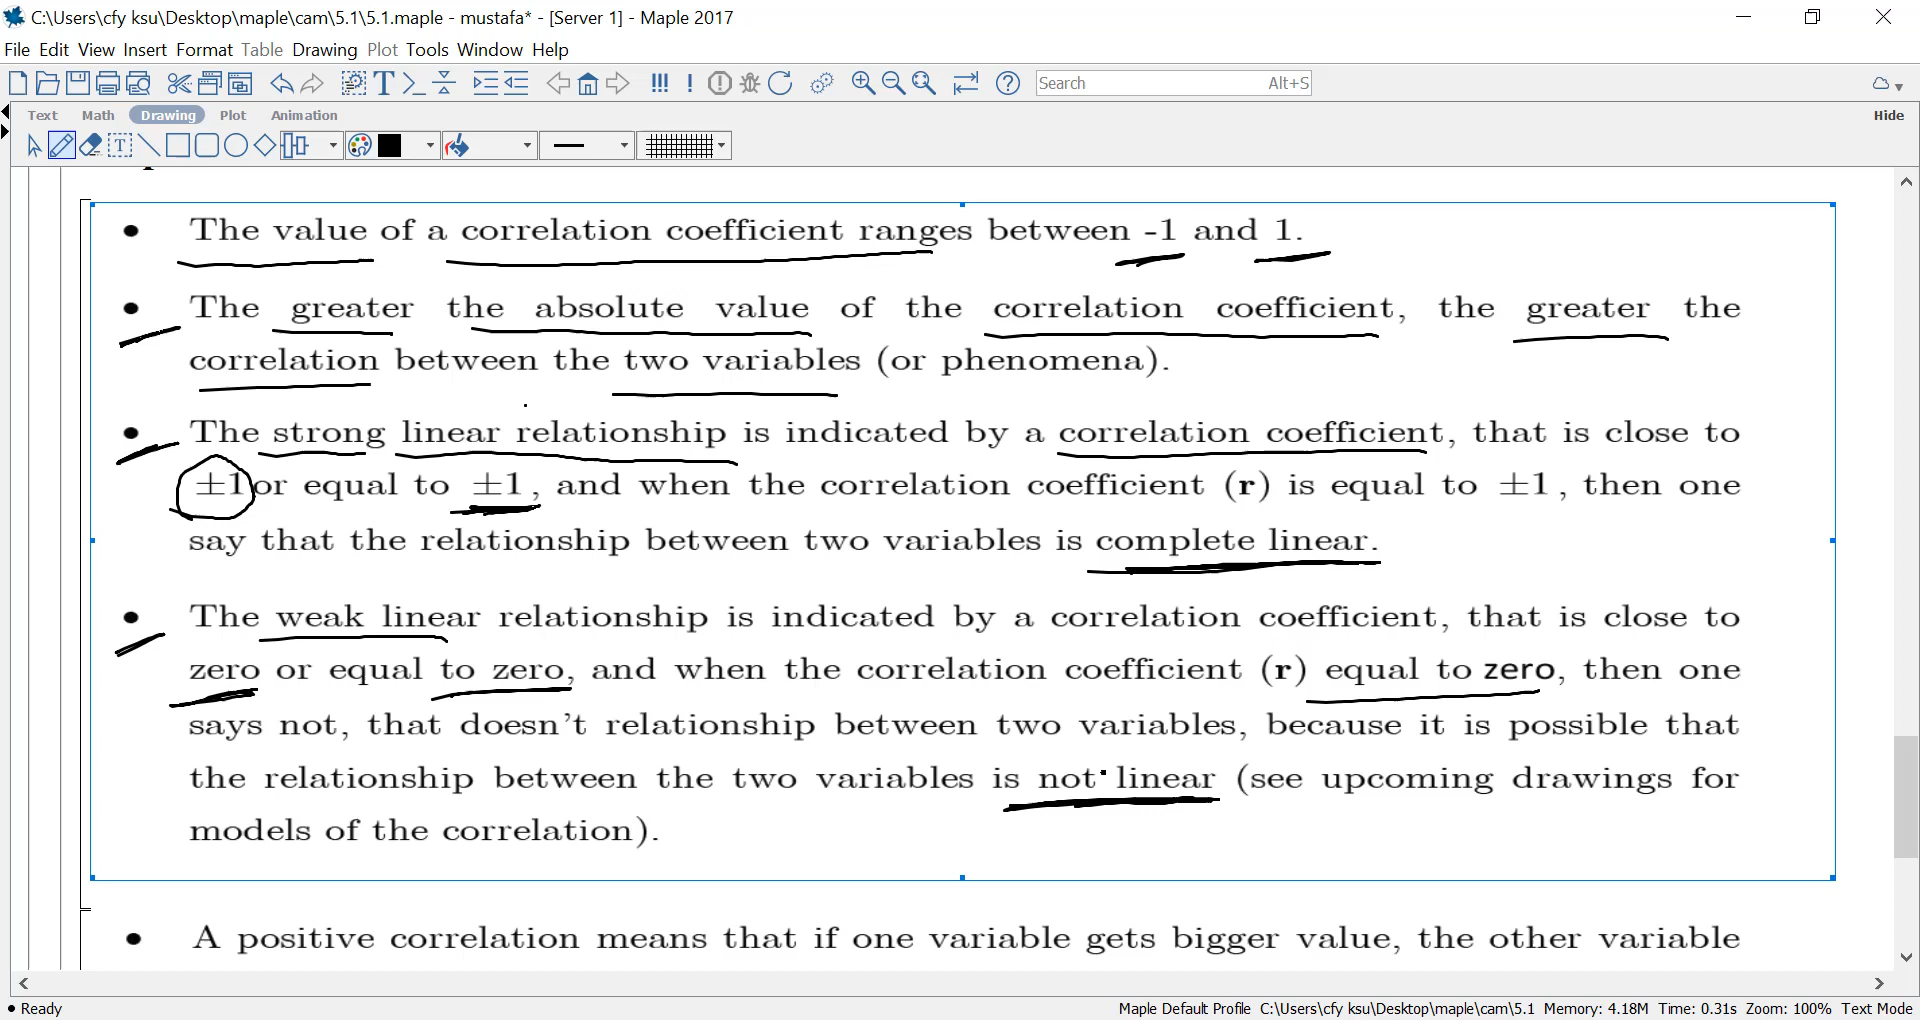 C:\Users\cfy ksu\Desktop\maple\cam\5.1\5.1.maple - mustafa* - [Server 1] - Maple 2017
File Edit View Insert Format Table Drawing Plot Tools Window Help
Search Alt+S
Text Math Drawing Plot Animation Hide
• The value of a correlation coefficient ranges between -1 and 1.
• The greater the absolute value of the correlation coefficient, the greater the
correlation between the two variables (or phenomena).
• The strong linear relationship is indicated by a correlation coefficient, that is close to
±1 or equal to ±1, and when the correlation coefficient (r) is equal to ±1, then one
say that the relationship between two variables is complete linear.
• The weak linear relationship is indicated by a correlation coefficient, that is close to
zero or equal to zero, and when the correlation coefficient (r) equal to zero, then one
says not, that doesn't relationship between two variables, because it is possible that
the relationship between the two variables is not linear (see upcoming drawings for
models of the correlation).
• A positive correlation means that if one variable gets bigger value, the other variable
• Ready Maple Default Profile C:\Users\cfy ksu\Desktop\maple\cam\5.1 Memory: 4.18M Time: 0.31s Zoom: 100% Text Mode